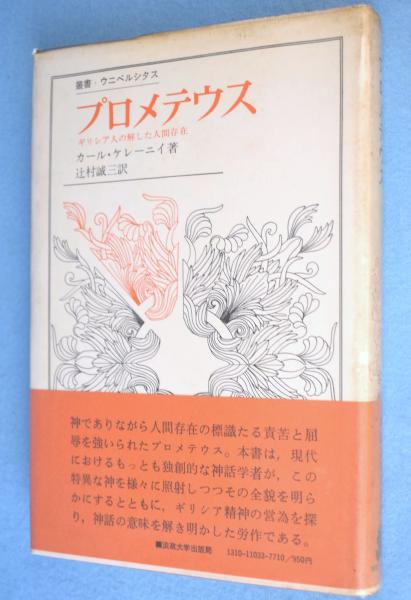 叢書・ウニベルシタス
プロメテウス
ギリシア人の解した人間存在
カール・ケレーニイ著
辻村誠三訳
神でありながら人間存在の標識たる責苦と屈
辱を強いられたプロメテウス。本書は，現代
におけるもっとも独創的な神話学者が，この
特異な神を様々に照射しつつその全貌を明ら
かにするとともに，ギリシア精神の営為を探
り，神話の意味を解き明かした労作である。
■法政大学出版局 1310-11033-7710/950円